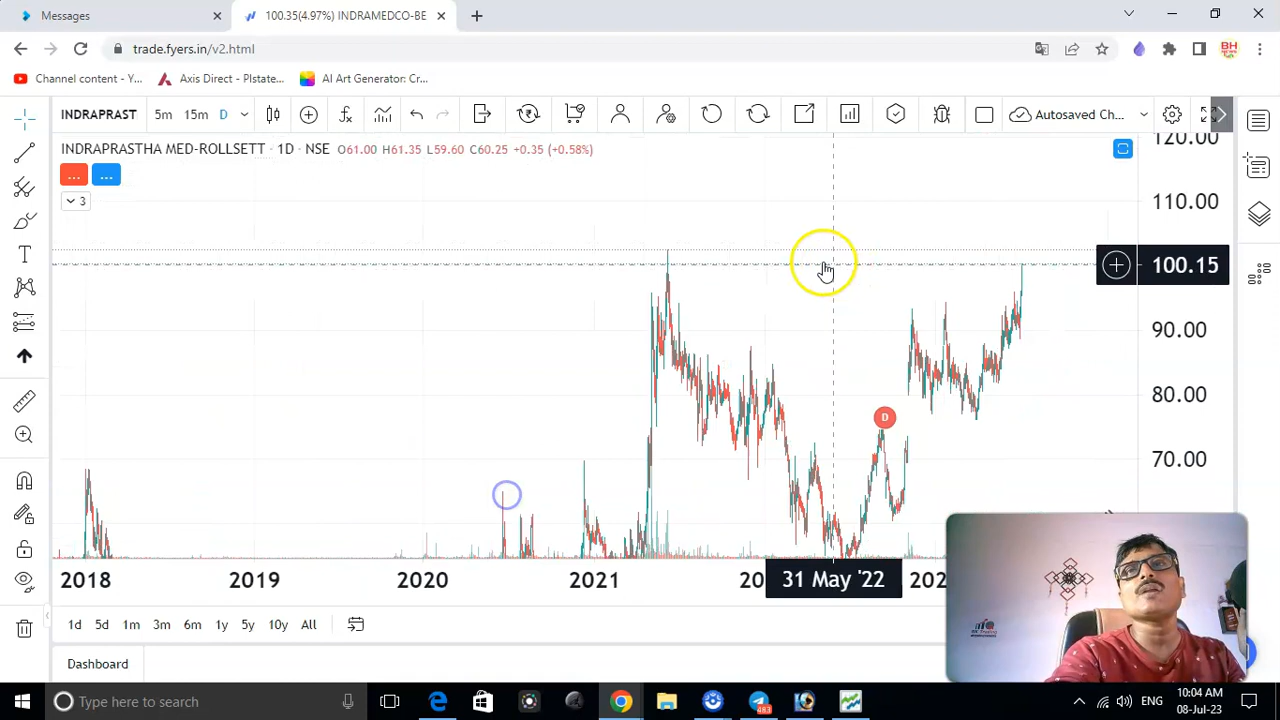 Messages
100.35(4.97%) INDRAMEDCO-BE
trade.fyers.in/v2.html
BH
Channel content - Y...
Axis Direct - Plstate...
AI Art Generator: Cr...
INDRAPRAST
5m 15m D
Autosaved Ch...
INDRAPRASTHA MED-ROLLSETT · 1D · NSE O61.00 H61.35 L59.60 C60.25 +0.35 (+0.58%)
... ...
3
120.00
110.00
100.15
90.00
80.00
70.00
D
2018 2019 2020 2021 31 May '22
1d 5d 1m 3m 6m 1y 5y 10y All
Dashboard
Type here to search
483
ENG
10:04 AM
08-Jul-23